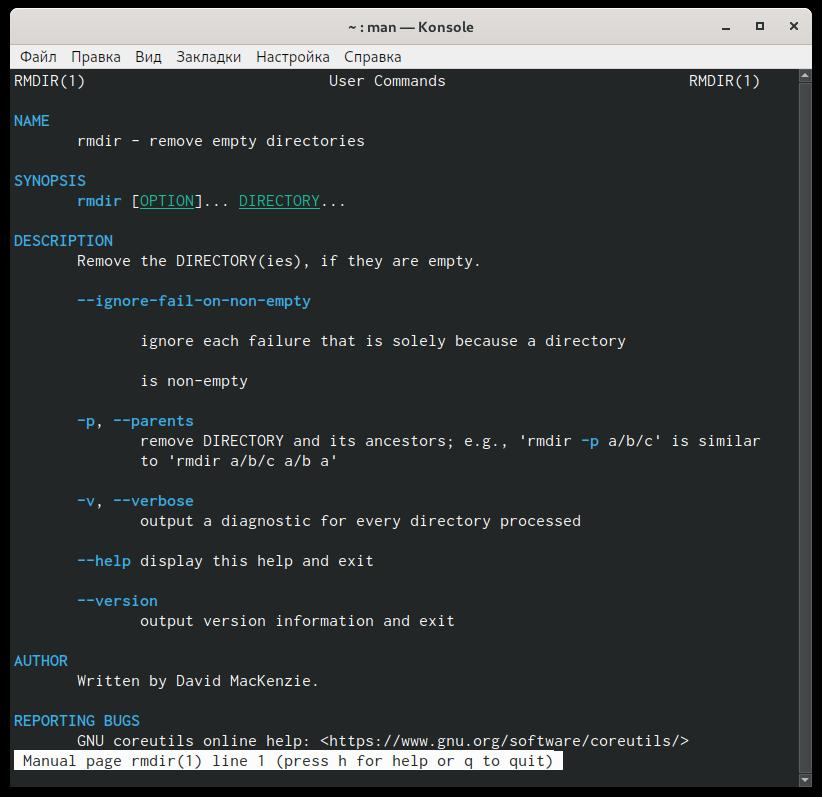 ~ : man — Konsole
Файл Правка Вид Закладки Настройка Справка
RMDIR(1) User Commands RMDIR(1)
NAME
rmdir - remove empty directories
SYNOPSIS
rmdir [OPTION]... DIRECTORY...
DESCRIPTION
Remove the DIRECTORY(ies), if they are empty.
--ignore-fail-on-non-empty
ignore each failure that is solely because a directory
is non-empty
-p, --parents
remove DIRECTORY and its ancestors; e.g., 'rmdir -p a/b/c' is similar
to 'rmdir a/b/c a/b a'
-v, --verbose
output a diagnostic for every directory processed
--help display this help and exit
--version
output version information and exit
AUTHOR
Written by David MacKenzie.
REPORTING BUGS
GNU coreutils online help: <https://www.gnu.org/software/coreutils/>
Manual page rmdir(1) line 1 (press h for help or q to quit)